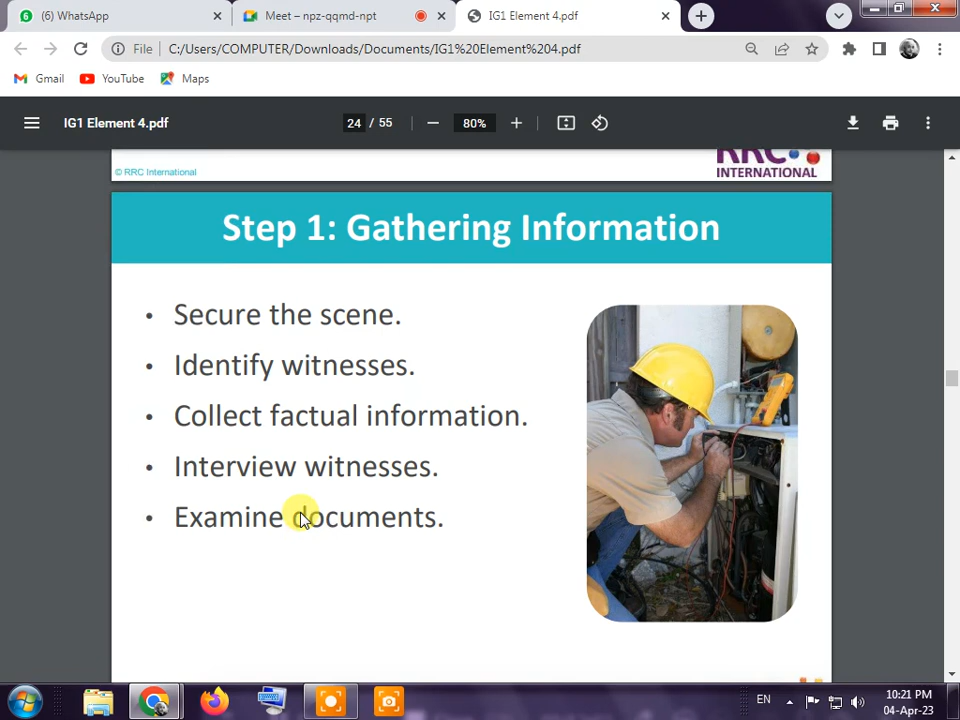 (6) WhatsApp
Meet – npz-qqmd-npt
IG1 Element 4.pdf
File
C:/Users/COMPUTER/Downloads/Documents/IG1%20Element%204.pdf
Gmail
YouTube
Maps
IG1 Element 4.pdf
24 / 55
80%
© RRC International
RRC
INTERNATIONAL
Step 1: Gathering Information
• Secure the scene.
• Identify witnesses.
• Collect factual information.
• Interview witnesses.
• Examine documents.
EN
10:21 PM
04-Apr-23